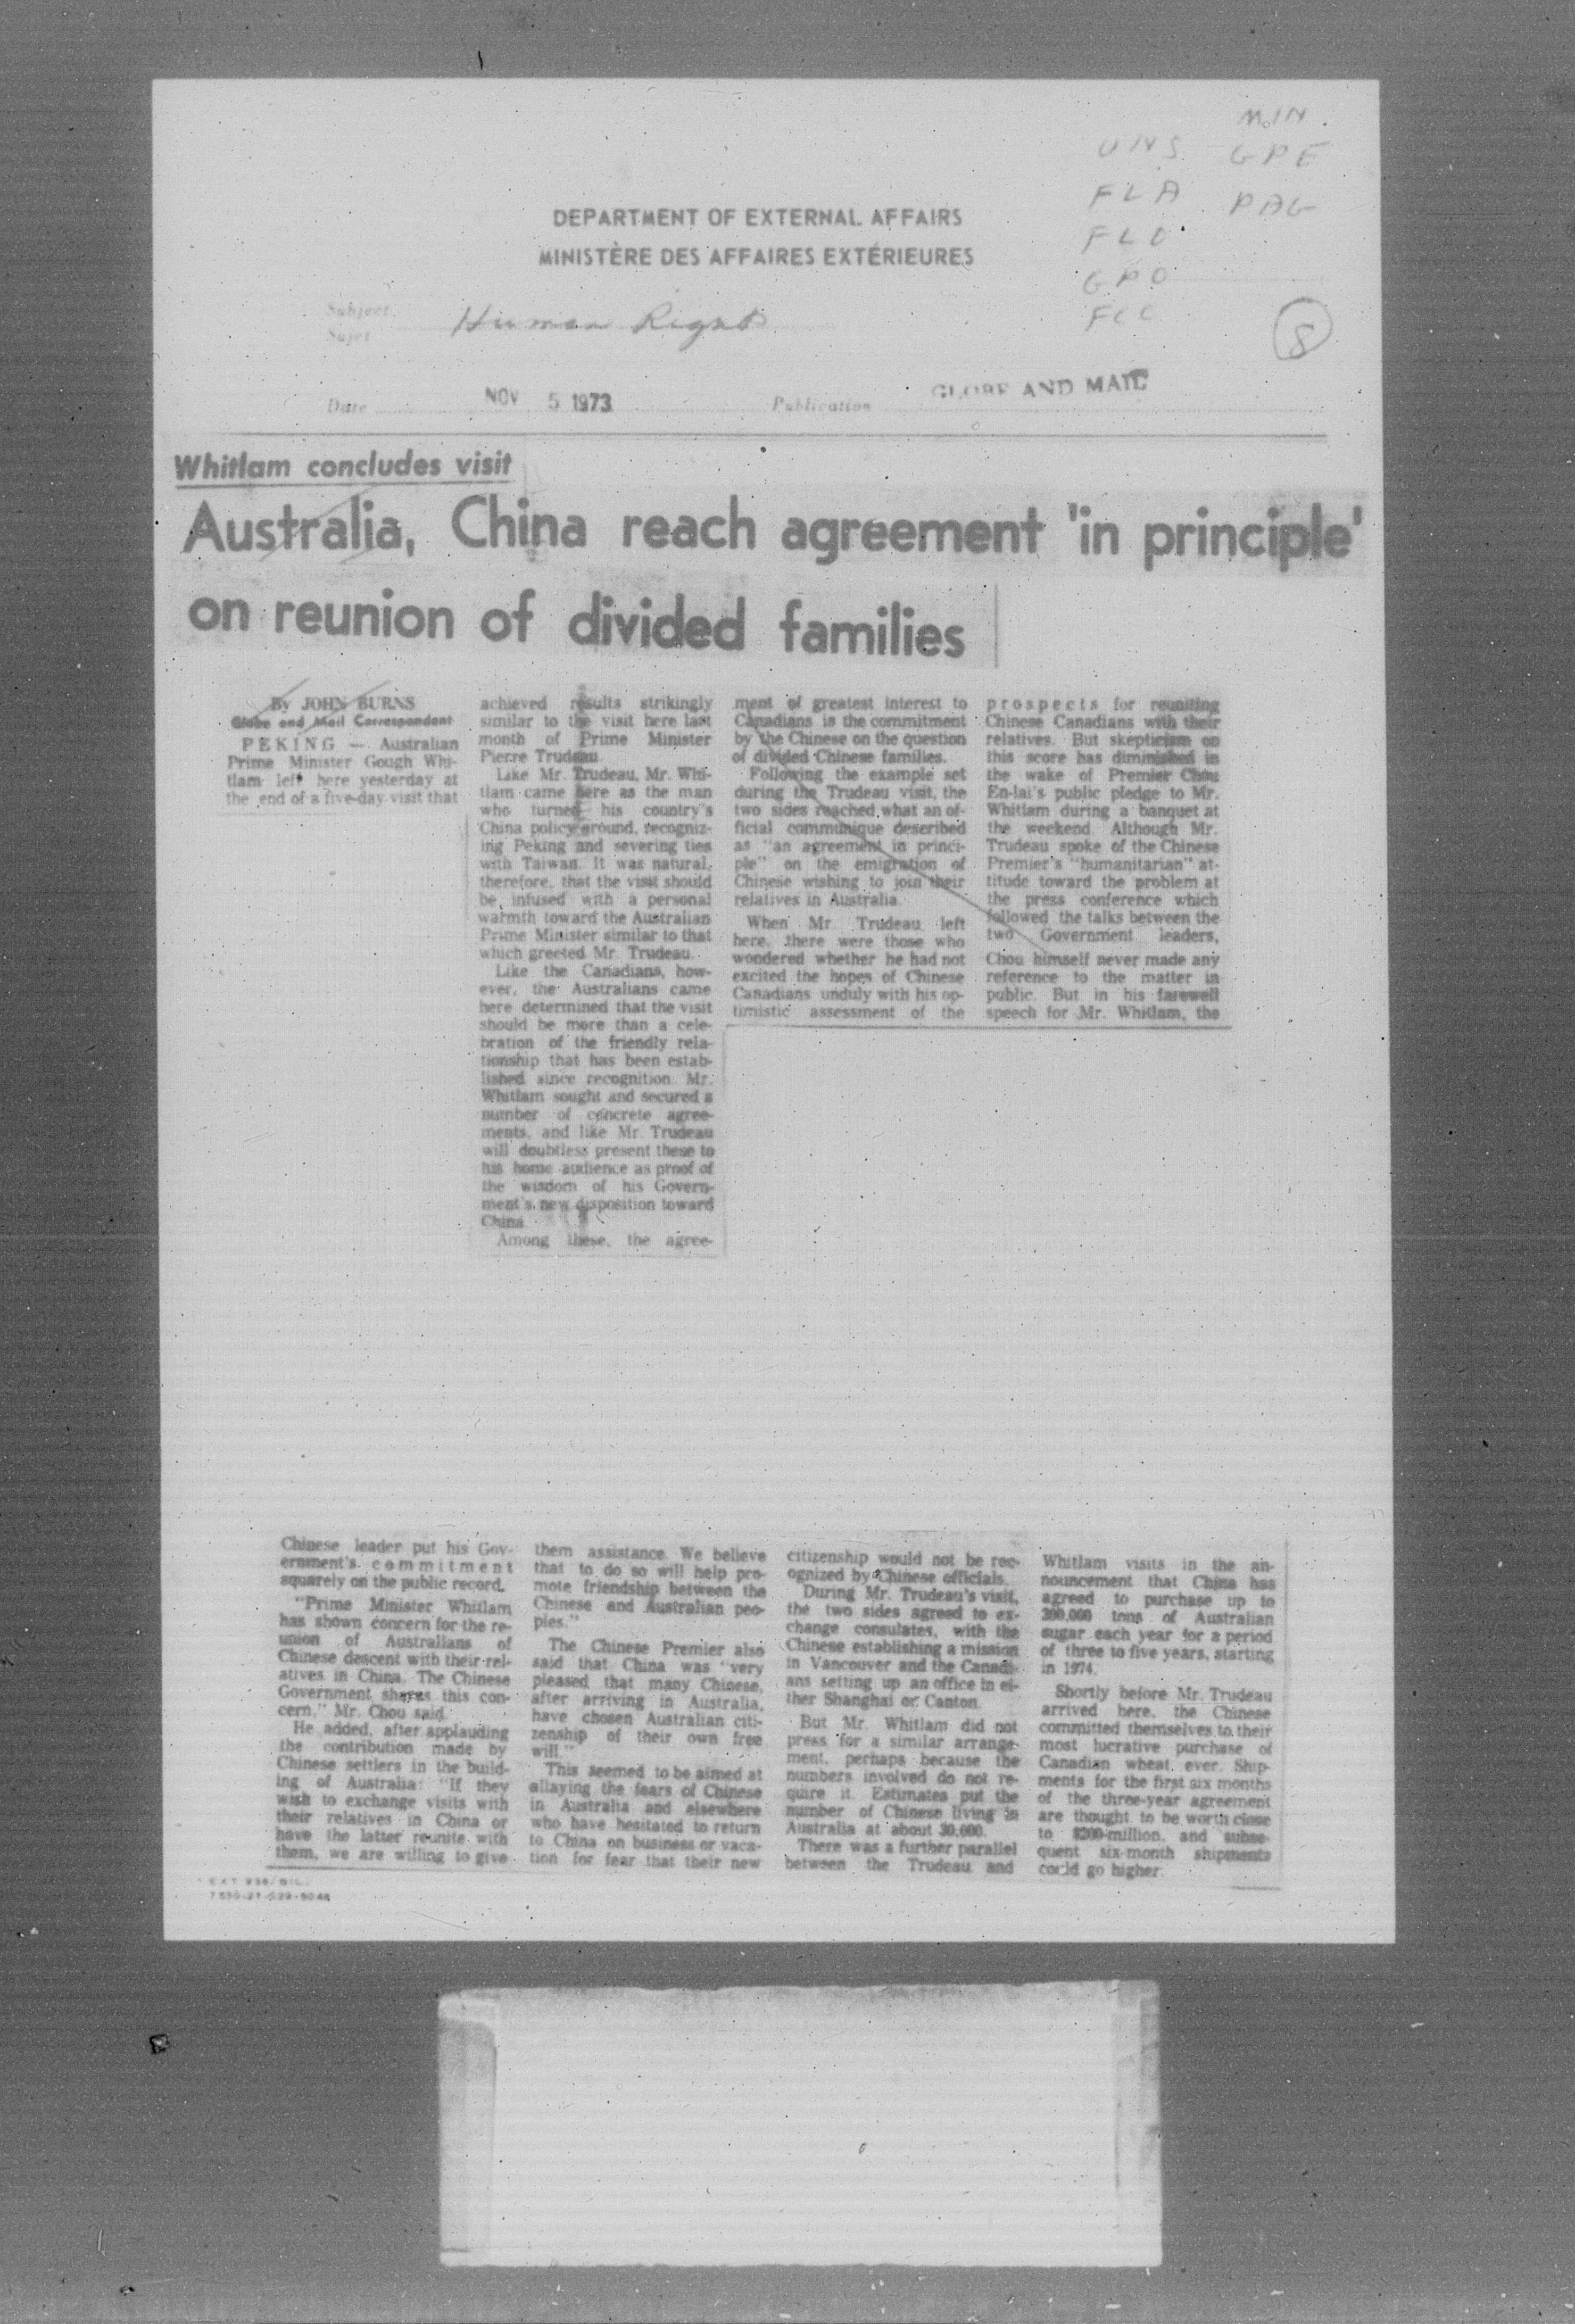 MIN.
UNS. GPE
FLA PAG
FLO
GPO
FCC
8
DEPARTMENT OF EXTERNAL AFFAIRS
MINISTÈRE DES AFFAIRES EXTÉRIEURES
Subject
Sujet
Human Rights
Date NOV 5 1973 Publication GLOBE AND MAIL
Whitlam concludes visit
Australia, China reach agreement 'in principle'
on reunion of divided families
By JOHN BURNS
Globe and Mail Correspondent
PEKING — Australian
Prime Minister Gough Whi-
tlam left here yesterday at
the end of a five-day visit that
achieved results strikingly
similar to the visit here last
month of Prime Minister
Pierre Trudeau.
Like Mr. Trudeau, Mr. Whi-
tlam came here as the man
who turned his country's
China policy around, recogniz-
ing Peking and severing ties
with Taiwan. It was natural,
therefore, that the visit should
be infused with a personal
warmth toward the Australian
Prime Minister similar to that
which greeted Mr. Trudeau.
Like the Canadians, how-
ever, the Australians came
here determined that the visit
should be more than a cele-
bration of the friendly rela-
tionship that has been estab-
lished since recognition. Mr.
Whitlam sought and secured a
number of concrete agree-
ments, and like Mr. Trudeau
will doubtless present these to
his home audience as proof of
the wisdom of his Govern-
ment's new disposition toward
China.
Among these, the agree-
ment of greatest interest to
Canadians is the commitment
by the Chinese on the question
of divided Chinese families.
Following the example set
during the Trudeau visit, the
two sides reached what an of-
ficial communique described
as "an agreement in princi-
ple" on the emigration of
Chinese wishing to join their
relatives in Australia.
When Mr. Trudeau left
here, there were those who
wondered whether he had not
excited the hopes of Chinese
Canadians unduly with his op-
timistic assessment of the
prospects for reuniting
Chinese Canadians with their
relatives. But skepticism on
this score has diminished in
the wake of Premier Chou
En-lai's public pledge to Mr.
Whitlam during a banquet at
the weekend. Although Mr.
Trudeau spoke of the Chinese
Premier's "humanitarian" at-
titude toward the problem at
the press conference which
followed the talks between the
two Government leaders,
Chou himself never made any
reference to the matter in
public. But in his farewell
speech for Mr. Whitlam, the
Chinese leader put his Gov-
ernment's commitment
squarely on the public record.
"Prime Minister Whitlam
has shown concern for the re-
union of Australians of
Chinese descent with their rel-
atives in China. The Chinese
Government shares this con-
cern," Mr. Chou said.
He added, after applauding
the contribution made by
Chinese settlers in the build-
ing of Australia: "If they
wish to exchange visits with
their relatives in China or
have the latter reunite with
them, we are willing to give
them assistance. We believe
that to do so will help pro-
mote friendship between the
Chinese and Australian peo-
ples."
The Chinese Premier also
said that China was "very
pleased that many Chinese,
after arriving in Australia,
have chosen Australian citi-
zenship of their own free
will."
This seemed to be aimed at
allaying the fears of Chinese
in Australia and elsewhere
who have hesitated to return
to China on business or vaca-
tion for fear that their new
citizenship would not be rec-
ognized by Chinese officials.
During Mr. Trudeau's visit,
the two sides agreed to ex-
change consulates, with the
Chinese establishing a mission
in Vancouver and the Canadi-
ans setting up an office in ei-
ther Shanghai or Canton.
But Mr. Whitlam did not
press for a similar arrange-
ment, perhaps because the
numbers involved do not re-
quire it. Estimates put the
number of Chinese living in
Australia at about 30,000.
There was a further parallel
between the Trudeau and
Whitlam visits in the an-
nouncement that China has
agreed to purchase up to
300,000 tons of Australian
sugar each year for a period
of three to five years, starting
in 1974.
Shortly before Mr. Trudeau
arrived here, the Chinese
committed themselves to their
most lucrative purchase of
Canadian wheat ever. Ship-
ments for the first six months
of the three-year agreement
are thought to be worth close
to $200-million, and subse-
quent six-month shipments
could go higher.
EXT 936/BIL.
7530-21-029-